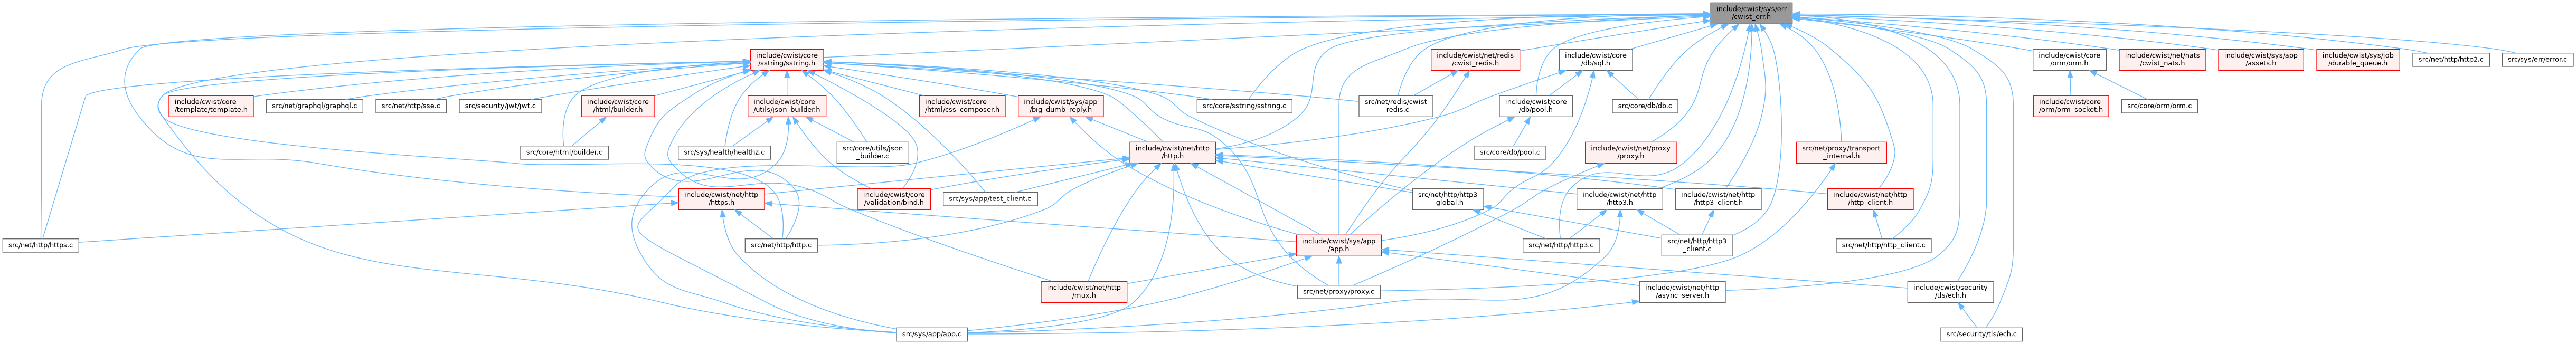 include/cwist/sys/err
/cwist_err.h
include/cwist/core
/sstring/sstring.h
include/cwist/net/redis
/cwist_redis.h
include/cwist/core
/db/sql.h
include/cwist/core
/orm/orm.h
include/cwist/net/nats
/cwist_nats.h
include/cwist/sys/app
/assets.h
include/cwist/sys/job
/durable_queue.h
src/net/http/http2.c
src/sys/err/error.c
include/cwist/core
/template/template.h
src/net/graphql/graphql.c
src/net/http/sse.c
src/security/jwt/jwt.c
include/cwist/core
/html/builder.h
include/cwist/core
/utils/json_builder.h
include/cwist/core
/html/css_composer.h
include/cwist/sys/app
/big_dumb_reply.h
src/core/sstring/sstring.c
src/net/redis/cwist
_redis.c
include/cwist/core
/db/pool.h
src/core/db/db.c
include/cwist/core
/orm/orm_socket.h
src/core/orm/orm.c
src/core/html/builder.c
src/sys/health/healthz.c
src/core/utils/json
_builder.c
include/cwist/net/http
/http.h
src/core/db/pool.c
include/cwist/net/proxy
/proxy.h
src/net/proxy/transport
_internal.h
include/cwist/net/http
/https.h
include/cwist/core
/validation/bind.h
src/sys/app/test_client.c
src/net/http/http3
_global.h
include/cwist/net/http
/http3.h
include/cwist/net/http
/http3_client.h
include/cwist/net/http
/http_client.h
src/net/http/https.c
src/net/http/http.c
include/cwist/sys/app
/app.h
src/net/http/http3.c
src/net/http/http3
_client.c
src/net/http/http_client.c
include/cwist/net/http
/mux.h
src/net/proxy/proxy.c
include/cwist/net/http
/async_server.h
include/cwist/security
/tls/ech.h
src/sys/app/app.c
src/security/tls/ech.c